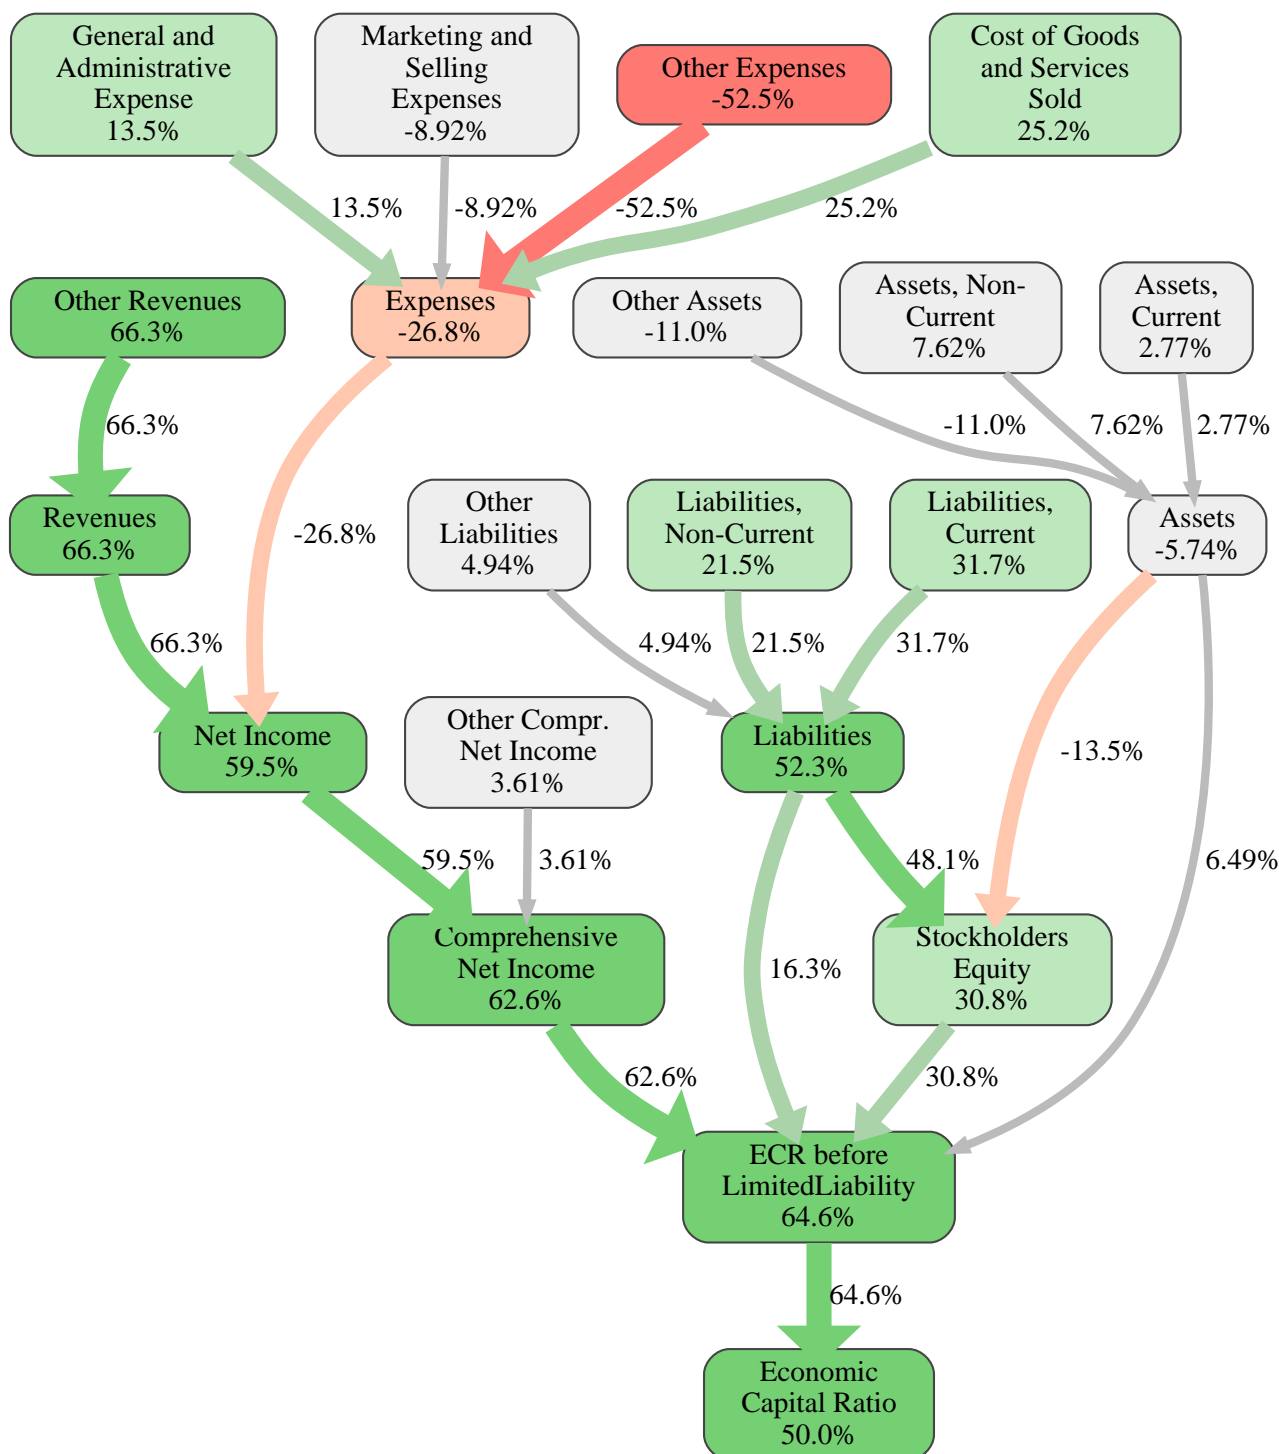 General and
Administrative
Expense
13.5%
Marketing and
Selling
Expenses
-8.92%
Other Expenses
-52.5%
Cost of Goods
and Services
Sold
25.2%
13.5%
-8.92%
-52.5%
25.2%
Other Revenues
66.3%
Expenses
-26.8%
Other Assets
-11.0%
Assets, Non-
Current
7.62%
Assets,
Current
2.77%
66.3%
-11.0%
7.62%
2.77%
Revenues
66.3%
-26.8%
Other
Liabilities
4.94%
Liabilities,
Non-Current
21.5%
Liabilities,
Current
31.7%
Assets
-5.74%
66.3%
4.94%
21.5%
31.7%
Net Income
59.5%
Other Compr.
Net Income
3.61%
Liabilities
52.3%
-13.5%
59.5%
3.61%
48.1%
6.49%
Comprehensive
Net Income
62.6%
16.3%
Stockholders
Equity
30.8%
62.6%
30.8%
ECR before
LimitedLiability
64.6%
64.6%
Economic
Capital Ratio
50.0%